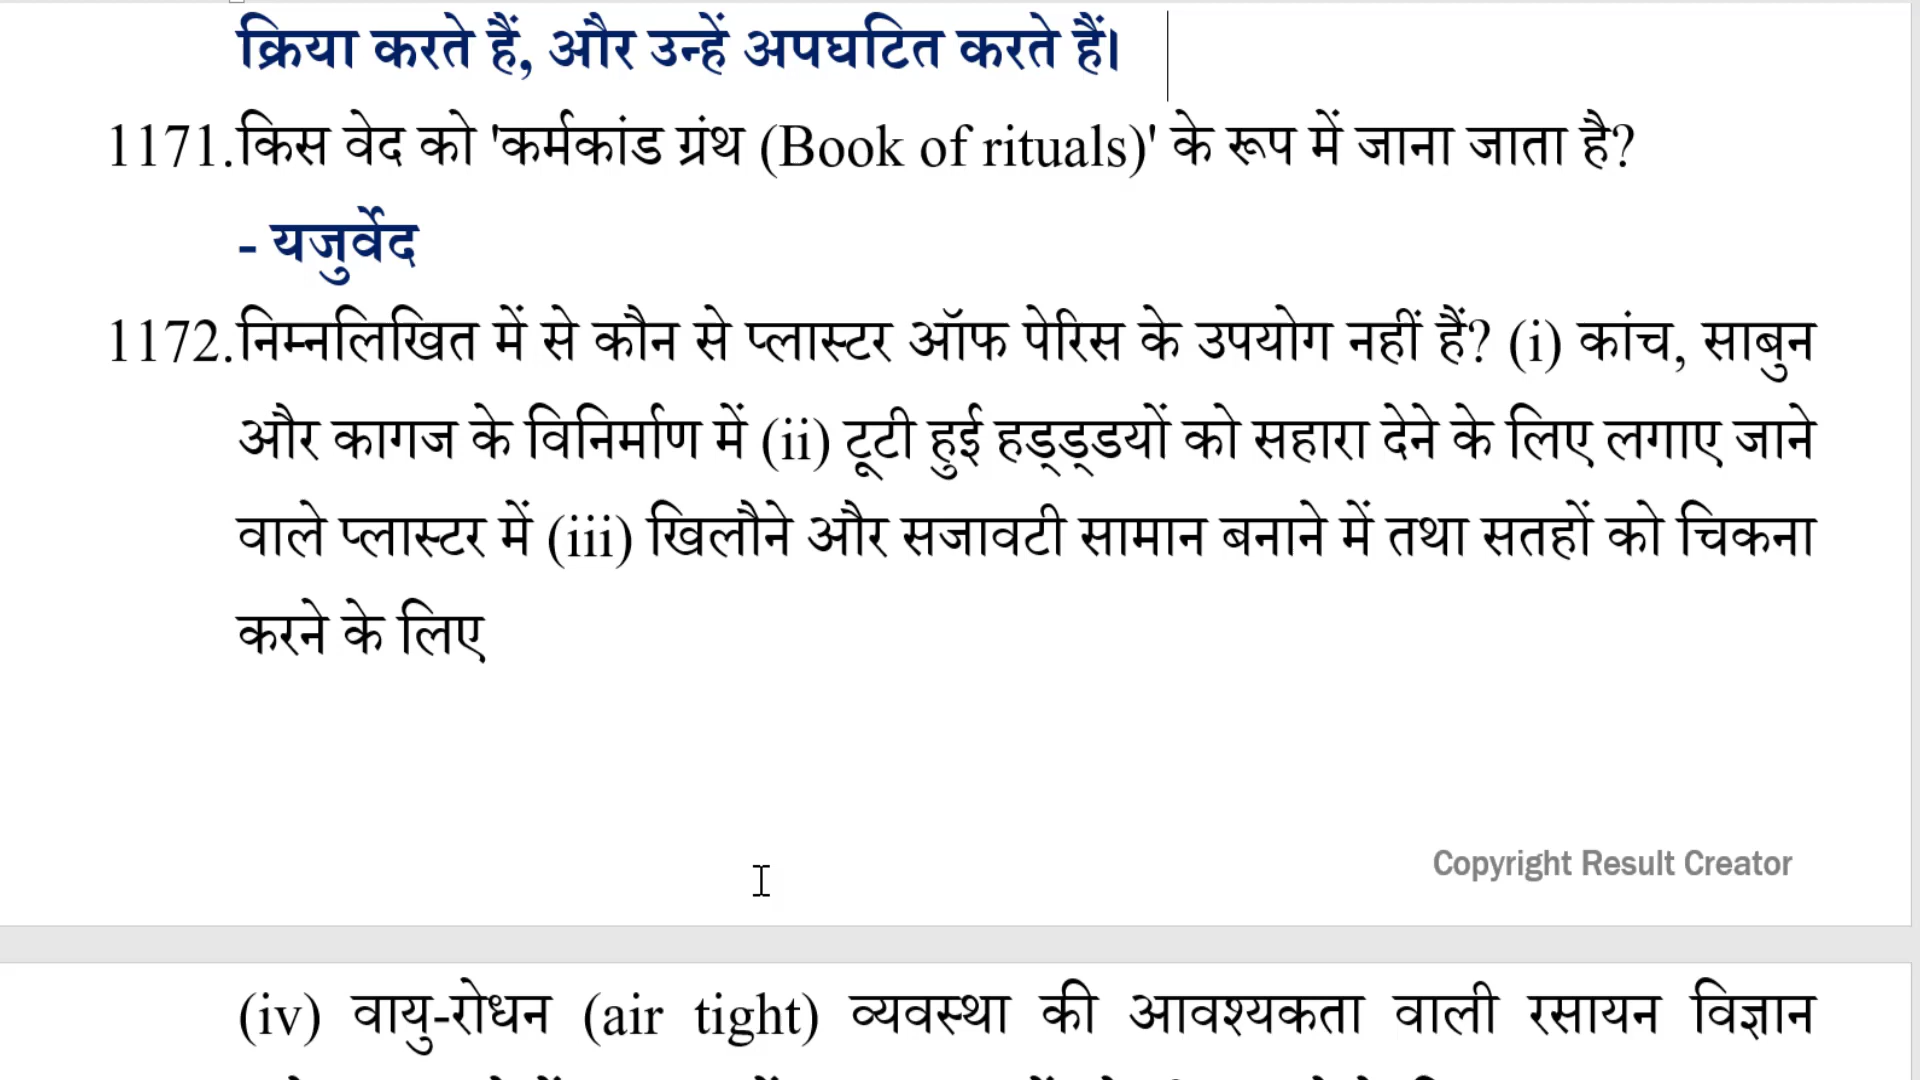 क्रिया करते हैं, और उन्हें अपघटित करते हैं।
1171.किस वेद को 'कर्मकांड ग्रंथ (Book of rituals)' के रूप में जाना जाता है?
- यजुर्वेद
1172.निम्नलिखित में से कौन से प्लास्टर ऑफ पेरिस के उपयोग नहीं हैं? (i) कांच, साबुन
और कागज के विनिर्माण में (ii) टूटी हुई हड्ड्डयों को सहारा देने के लिए लगाए जाने
वाले प्लास्टर में (iii) खिलौने और सजावटी सामान बनाने में तथा सतहों को चिकना
करने के लिए
Copyright Result Creator
(iv) वायु-रोधन (air tight) व्यवस्था की आवश्यकता वाली रसायन विज्ञान